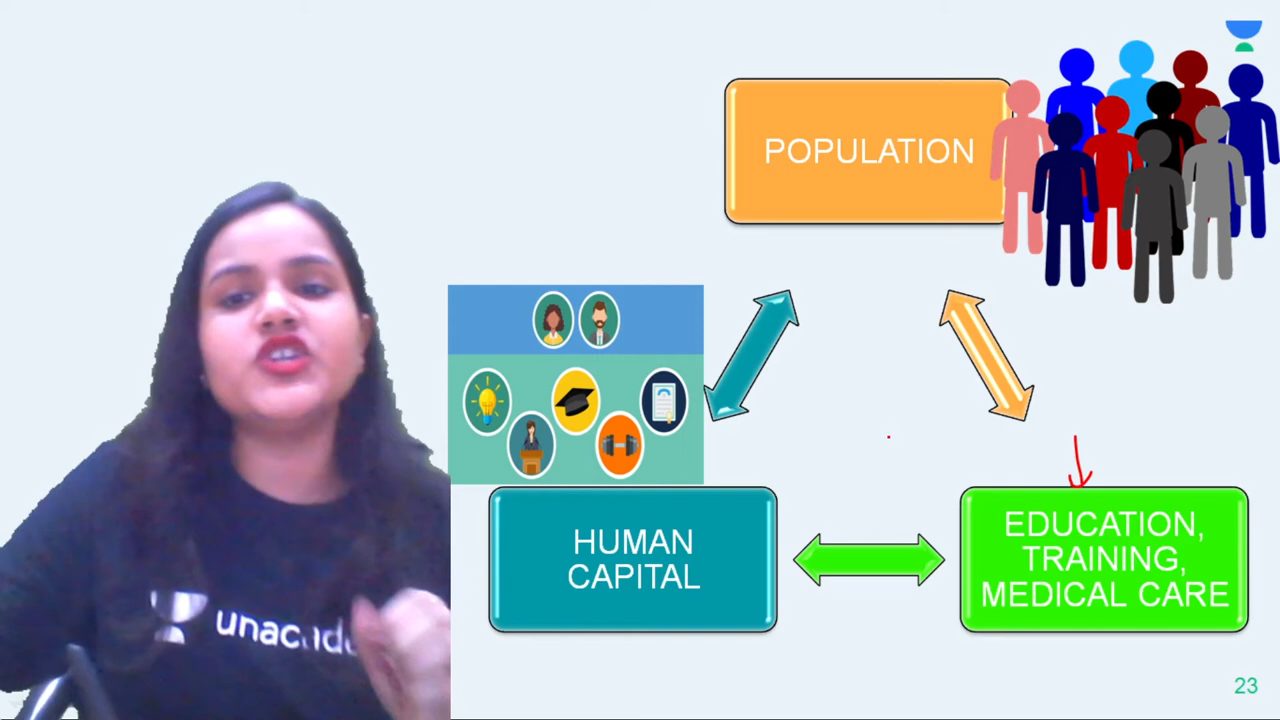 POPULATION
HUMAN
CAPITAL
EDUCATION,
TRAINING,
MEDICAL CARE
23